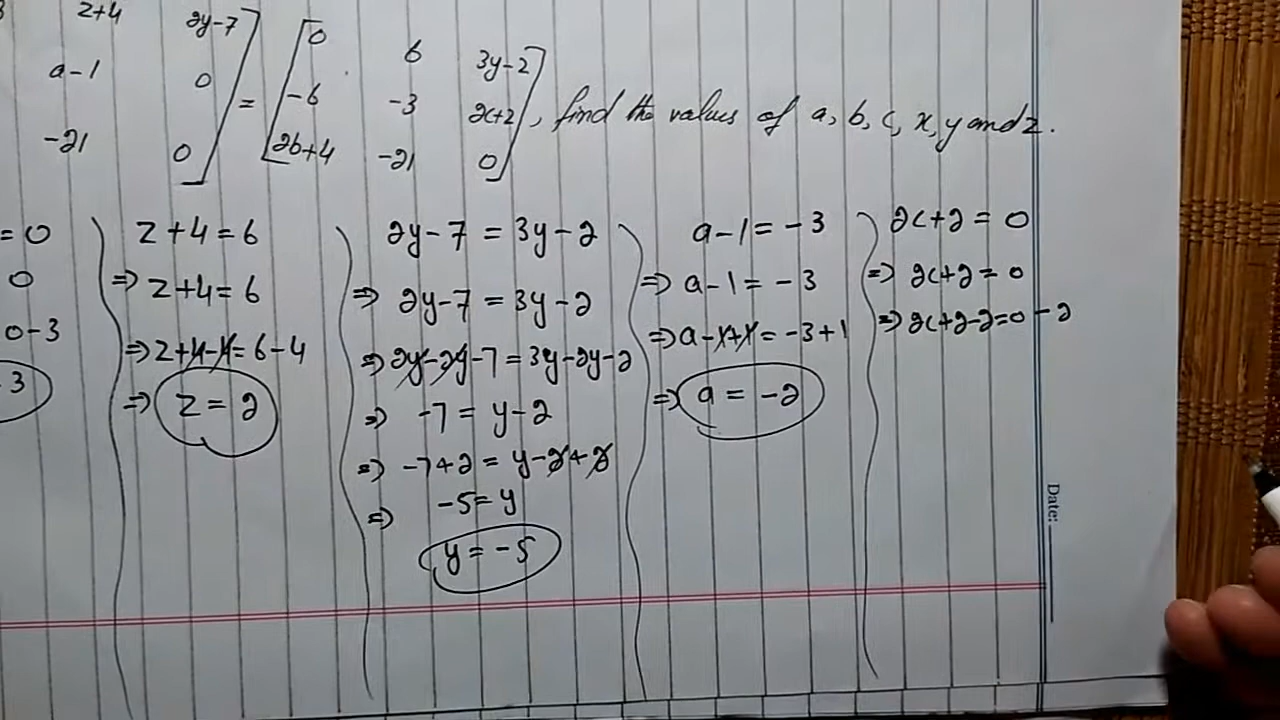 z+4 2y-7 0 6 3y-2
a-1 0 = -6 -3 2c+2 , find the values of a, b, c, x, y and z.
-21 0 2b+4 -21 0
= 0
0
0-3
3
z+4 = 6
⇒ z+4 = 6
⇒ z+4-4 = 6-4
⇒ z = 2
2y-7 = 3y-2
⇒ 2y-7 = 3y-2
⇒ 2y-2y-7 = 3y-2y-2
⇒ -7 = y-2
⇒ -7+2 = y-2+2
⇒ -5 = y
y = -5
a-1 = -3
⇒ a-1 = -3
⇒ a-1+1 = -3+1
⇒ a = -2
2c+2 = 0
⇒ 2c+2 = 0
⇒ 2c+2-2=0-2
Date: